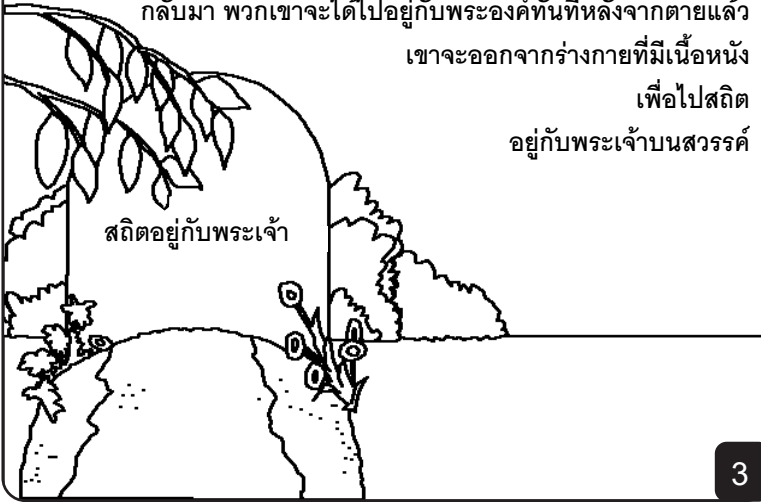 กลับมา พวกเขาจะได้ไปอยู่กับพระองค์ทันทีหลังจากตายแล้ว
เขาจะออกจากร่างกายที่มีเนื้อหนัง
เพื่อไปสถิต
อยู่กับพระเจ้าบนสวรรค์
สถิตอยู่กับพระเจ้า
3